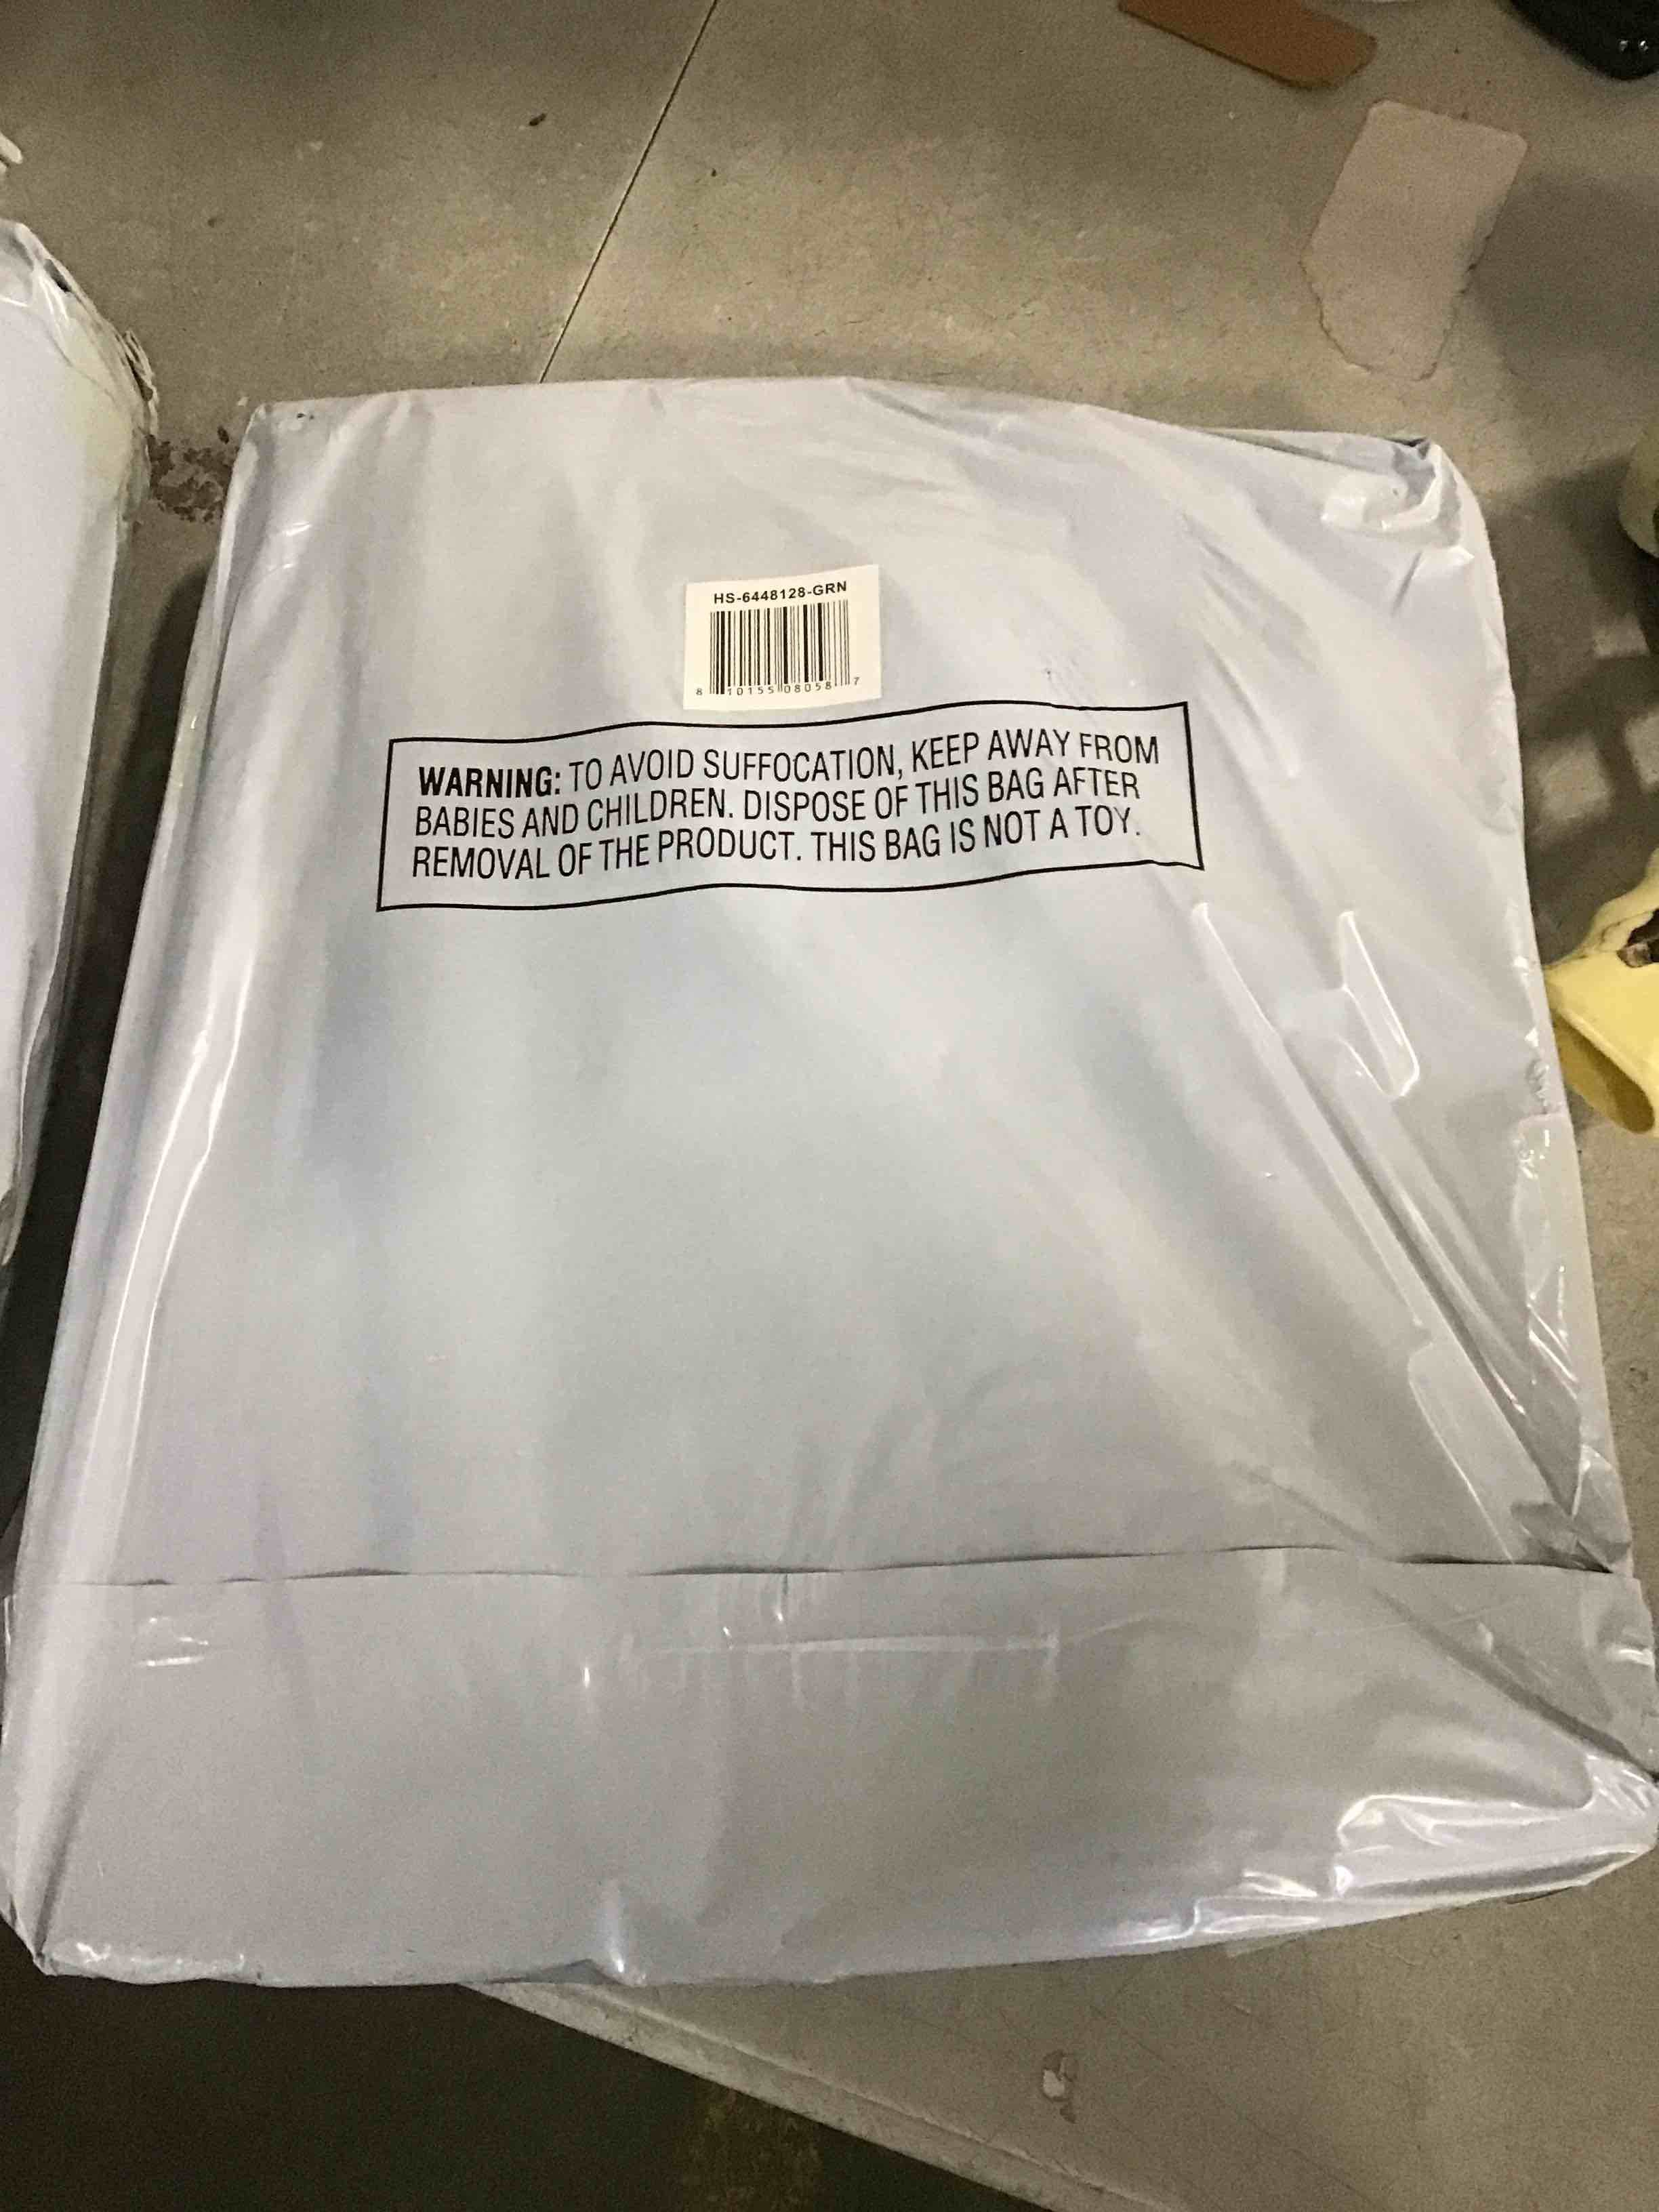 HS-6448128-GRN
8 10155 08058 7
WARNING: TO AVOID SUFFOCATION, KEEP AWAY FROM
BABIES AND CHILDREN. DISPOSE OF THIS BAG AFTER
REMOVAL OF THE PRODUCT. THIS BAG IS NOT A TOY.